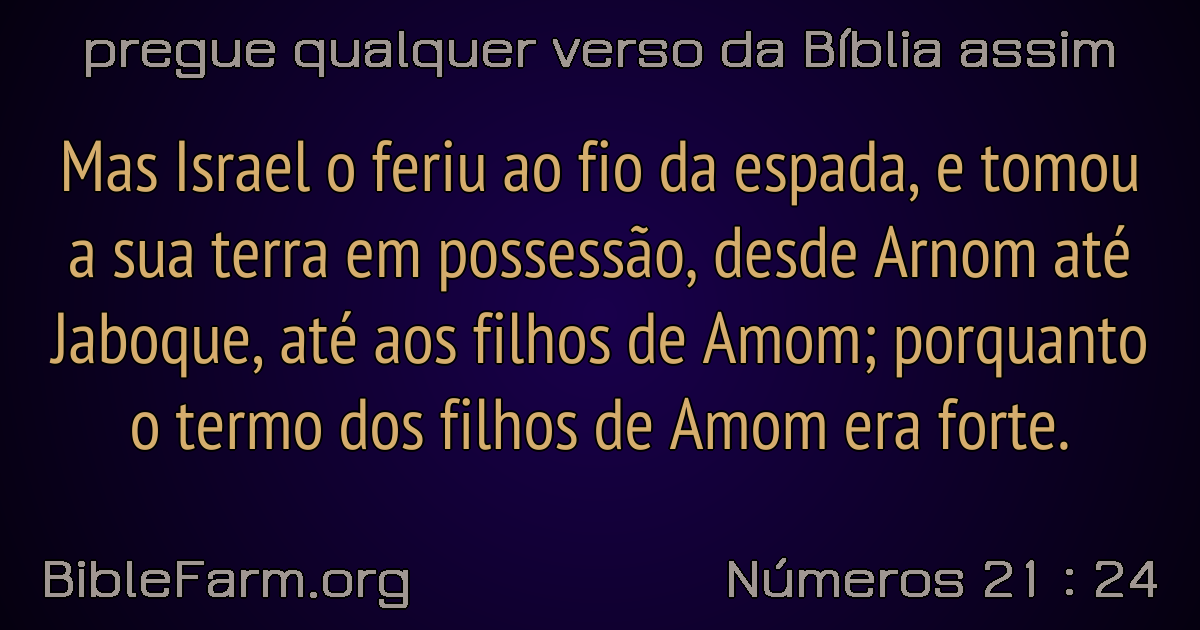 pregue qualquer verso da Bíblia assim
Mas Israel o feriu ao fio da espada, e tomou
a sua terra em possessão, desde Arnom até
Jaboque, até aos filhos de Amom; porquanto
o termo dos filhos de Amom era forte.
BibleFarm.org
Números 21 : 24